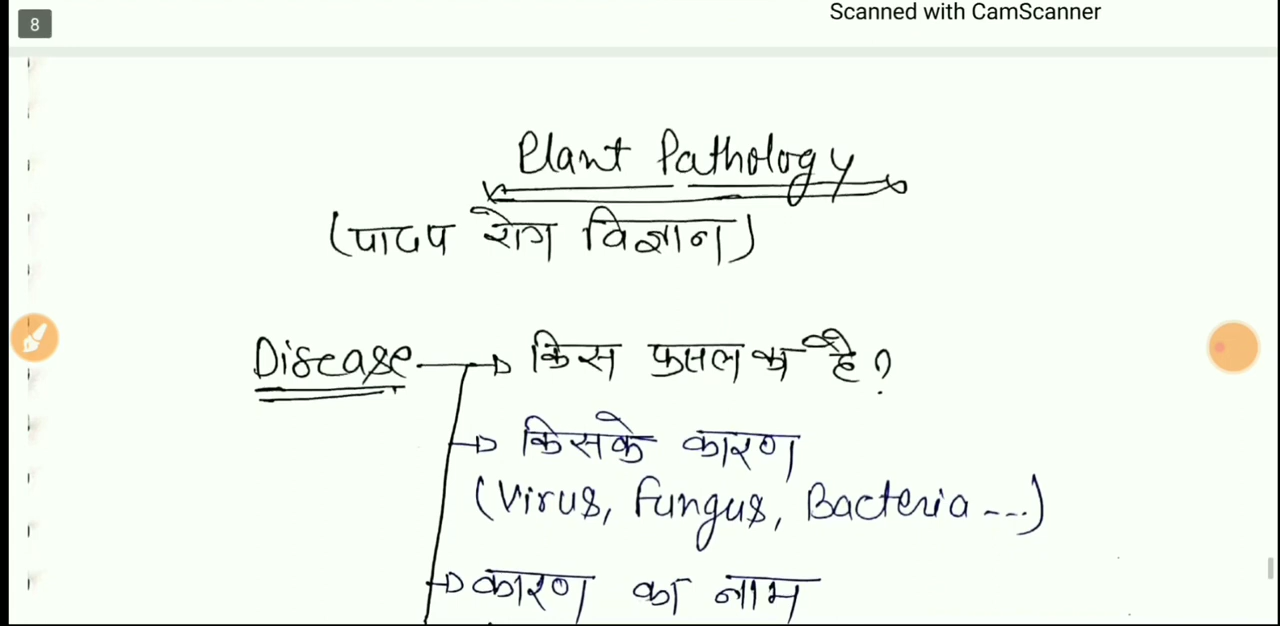 8
Scanned with CamScanner
Plant Pathology
(पादप रोग विज्ञान)
Disease → किस फसल का है ?
→ किसके कारण
(Virus, Fungus, Bacteria ---)
→ कारण का नाम